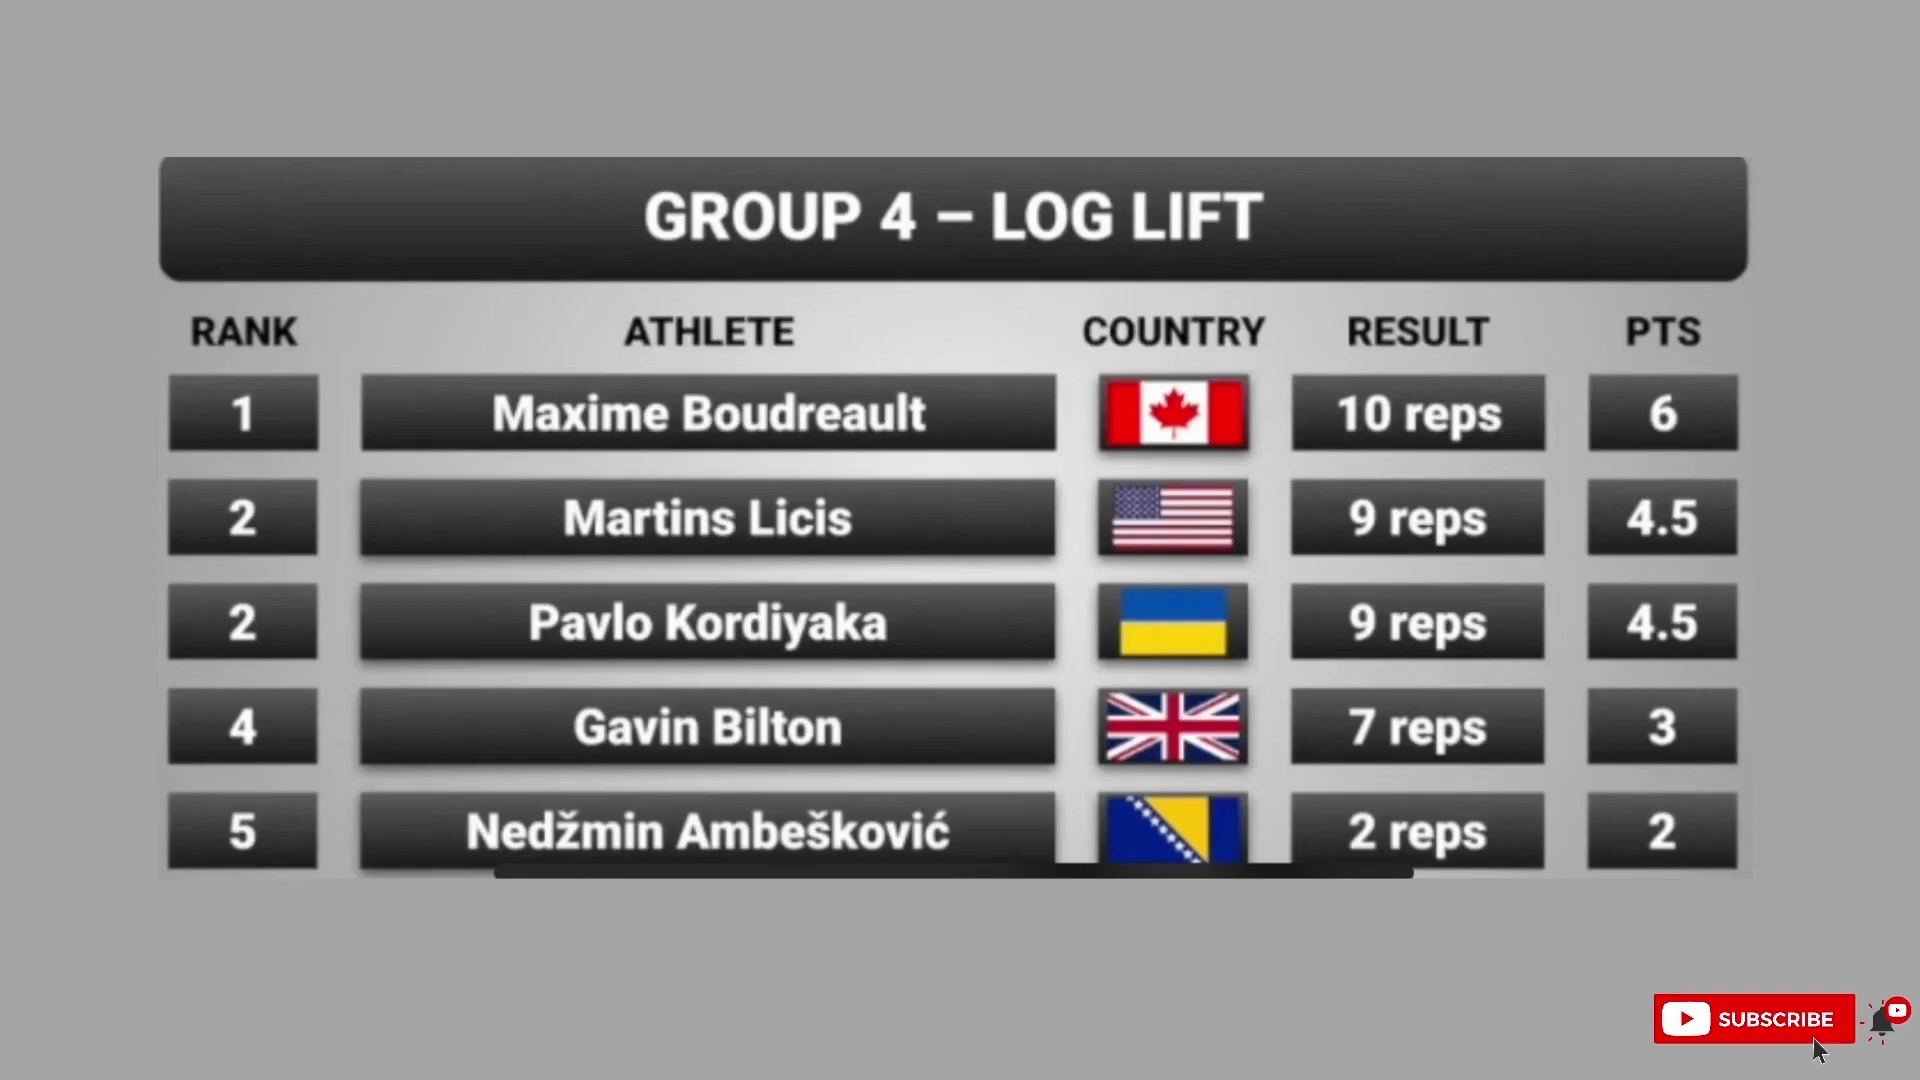 GROUP 4 – LOG LIFT
RANK ATHLETE COUNTRY RESULT PTS
1 Maxime Boudreault 10 reps 6
2 Martins Licis 9 reps 4.5
2 Pavlo Kordiyaka 9 reps 4.5
4 Gavin Bilton 7 reps 3
5 Nedžmin Ambešković 2 reps 2
SUBSCRIBE